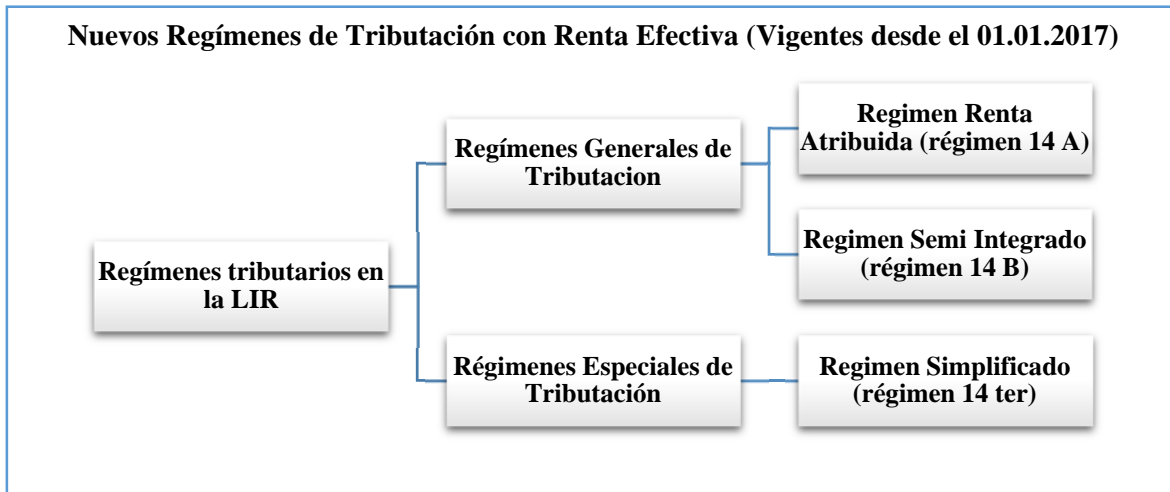 Nuevos Regímenes de Tributación con Renta Efectiva (Vigentes desde el 01.01.2017)
Regímenes tributarios en
la LIR
Regímenes Generales de
Tributacion
Regimen Renta
Atribuida (régimen 14 A)
Regimen Semi Integrado
(régimen 14 B)
Régimenes Especiales de
Tributación
Regimen Simplificado
(régimen 14 ter)